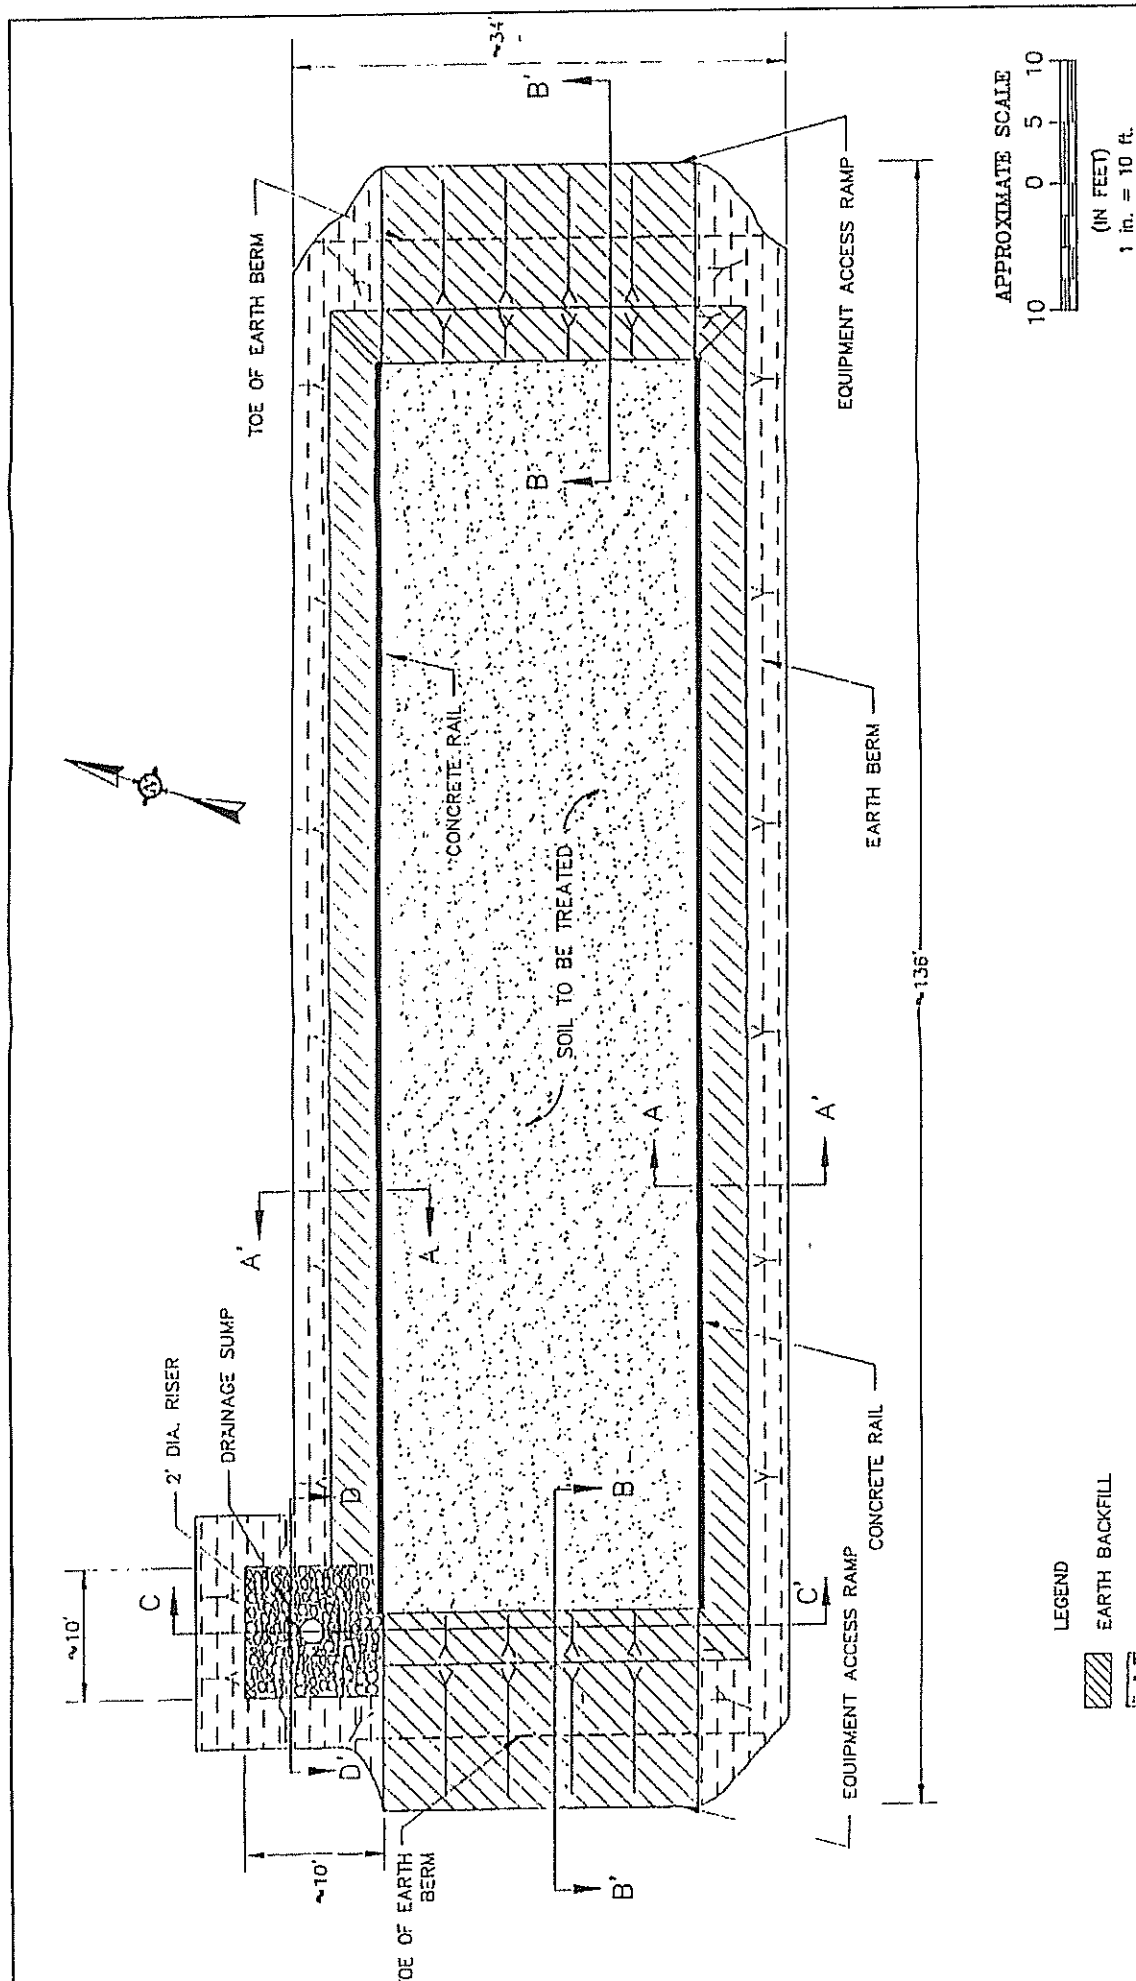 ~34'
B'
TOE OF EARTH BERM
EQUIPMENT ACCESS RAMP
APPROXIMATE SCALE
10 5 0 10
(IN FEET)
1 in. = 10 ft.
B
CONCRETE RAIL
SOIL TO BE TREATED
EARTH BERM
~136'
A'
A
A
A'
2' DIA. RISER
DRAINAGE SUMP
D
B
CONCRETE RAIL
C
C'
~10'
D'
~10'
TOE OF EARTH
BERM
B'
EQUIPMENT ACCESS RAMP
LEGEND
EARTH BACKFILL